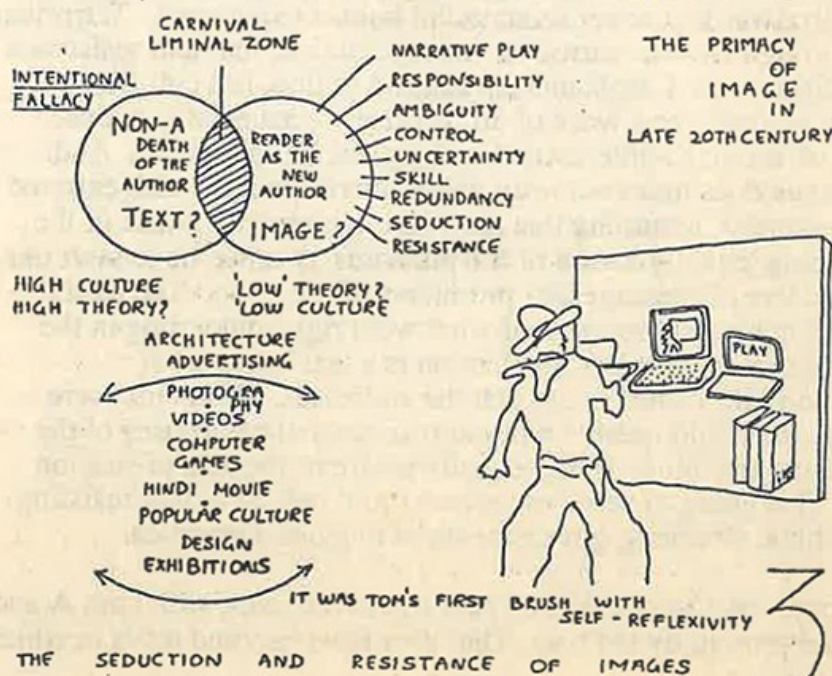 CARNIVAL
LIMINAL ZONE
INTENTIONAL
FALLACY
NON-A
DEATH
OF THE
AUTHOR
TEXT?
READER
AS THE
NEW
AUTHOR
IMAGE?
NARRATIVE PLAY
RESPONSIBILITY
AMBIGUITY
CONTROL
UNCERTAINTY
SKILL
REDUNDANCY
SEDUCTION
RESISTANCE
THE PRIMACY
OF
IMAGE
IN
LATE 20TH CENTURY
HIGH CULTURE
HIGH THEORY?
'LOW' THEORY?
'LOW CULTURE
ARCHITECTURE
ADVERTISING
PHOTOGRA
PHY
VIDEOS
COMPUTER
GAMES
HINDI MOVIE
POPULAR CULTURE
DESIGN
EXHIBITIONS
PLAY
IT WAS TOM'S FIRST BRUSH WITH
SELF-REFLEXIVITY
3
THE SEDUCTION AND RESISTANCE OF IMAGES